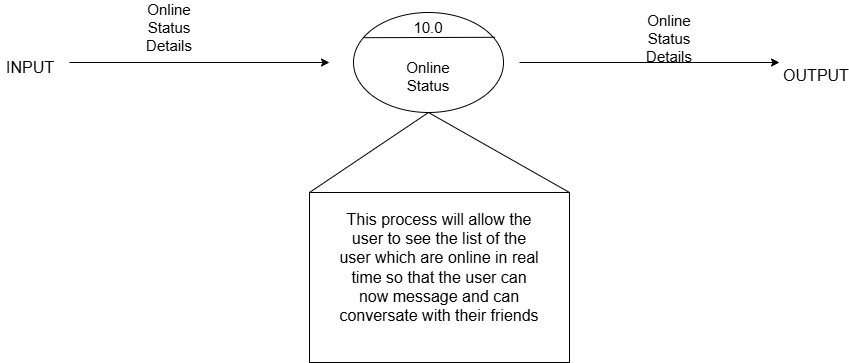 Online
Status
Details
INPUT
10.0
Online
Status
Online
Status
Details
OUTPUT
This process will allow the
user to see the list of the
user which are online in real
time so that the user can
now message and can
conversate with their friends